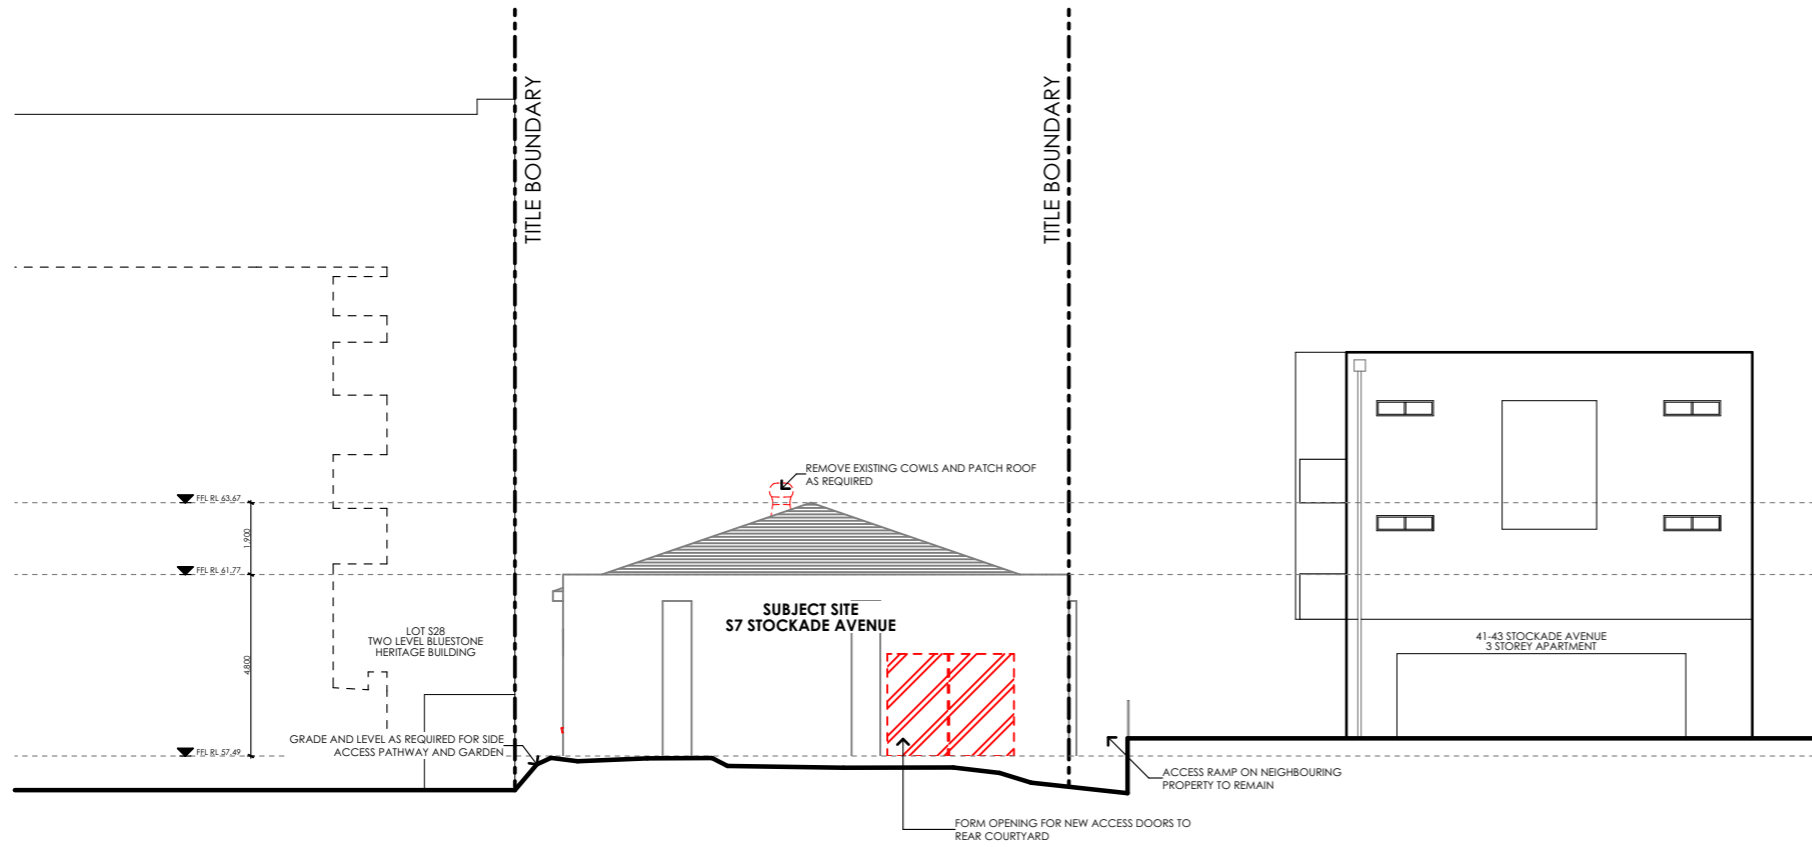 TITLE BOUNDARY
TITLE BOUNDARY
REMOVE EXISTING COWLS AND PATCH ROOF
AS REQUIRED
FFL RL 63.67
1,900
FFL RL 61.77
4,800
FFL RL 57.49
LOT S28
TWO LEVEL BLUESTONE
HERITAGE BUILDING
SUBJECT SITE
S7 STOCKADE AVENUE
41-43 STOCKADE AVENUE
3 STOREY APARTMENT
GRADE AND LEVEL AS REQUIRED FOR SIDE
ACCESS PATHWAY AND GARDEN
ACCESS RAMP ON NEIGHBOURING
PROPERTY TO REMAIN
FORM OPENING FOR NEW ACCESS DOORS TO
REAR COURTYARD